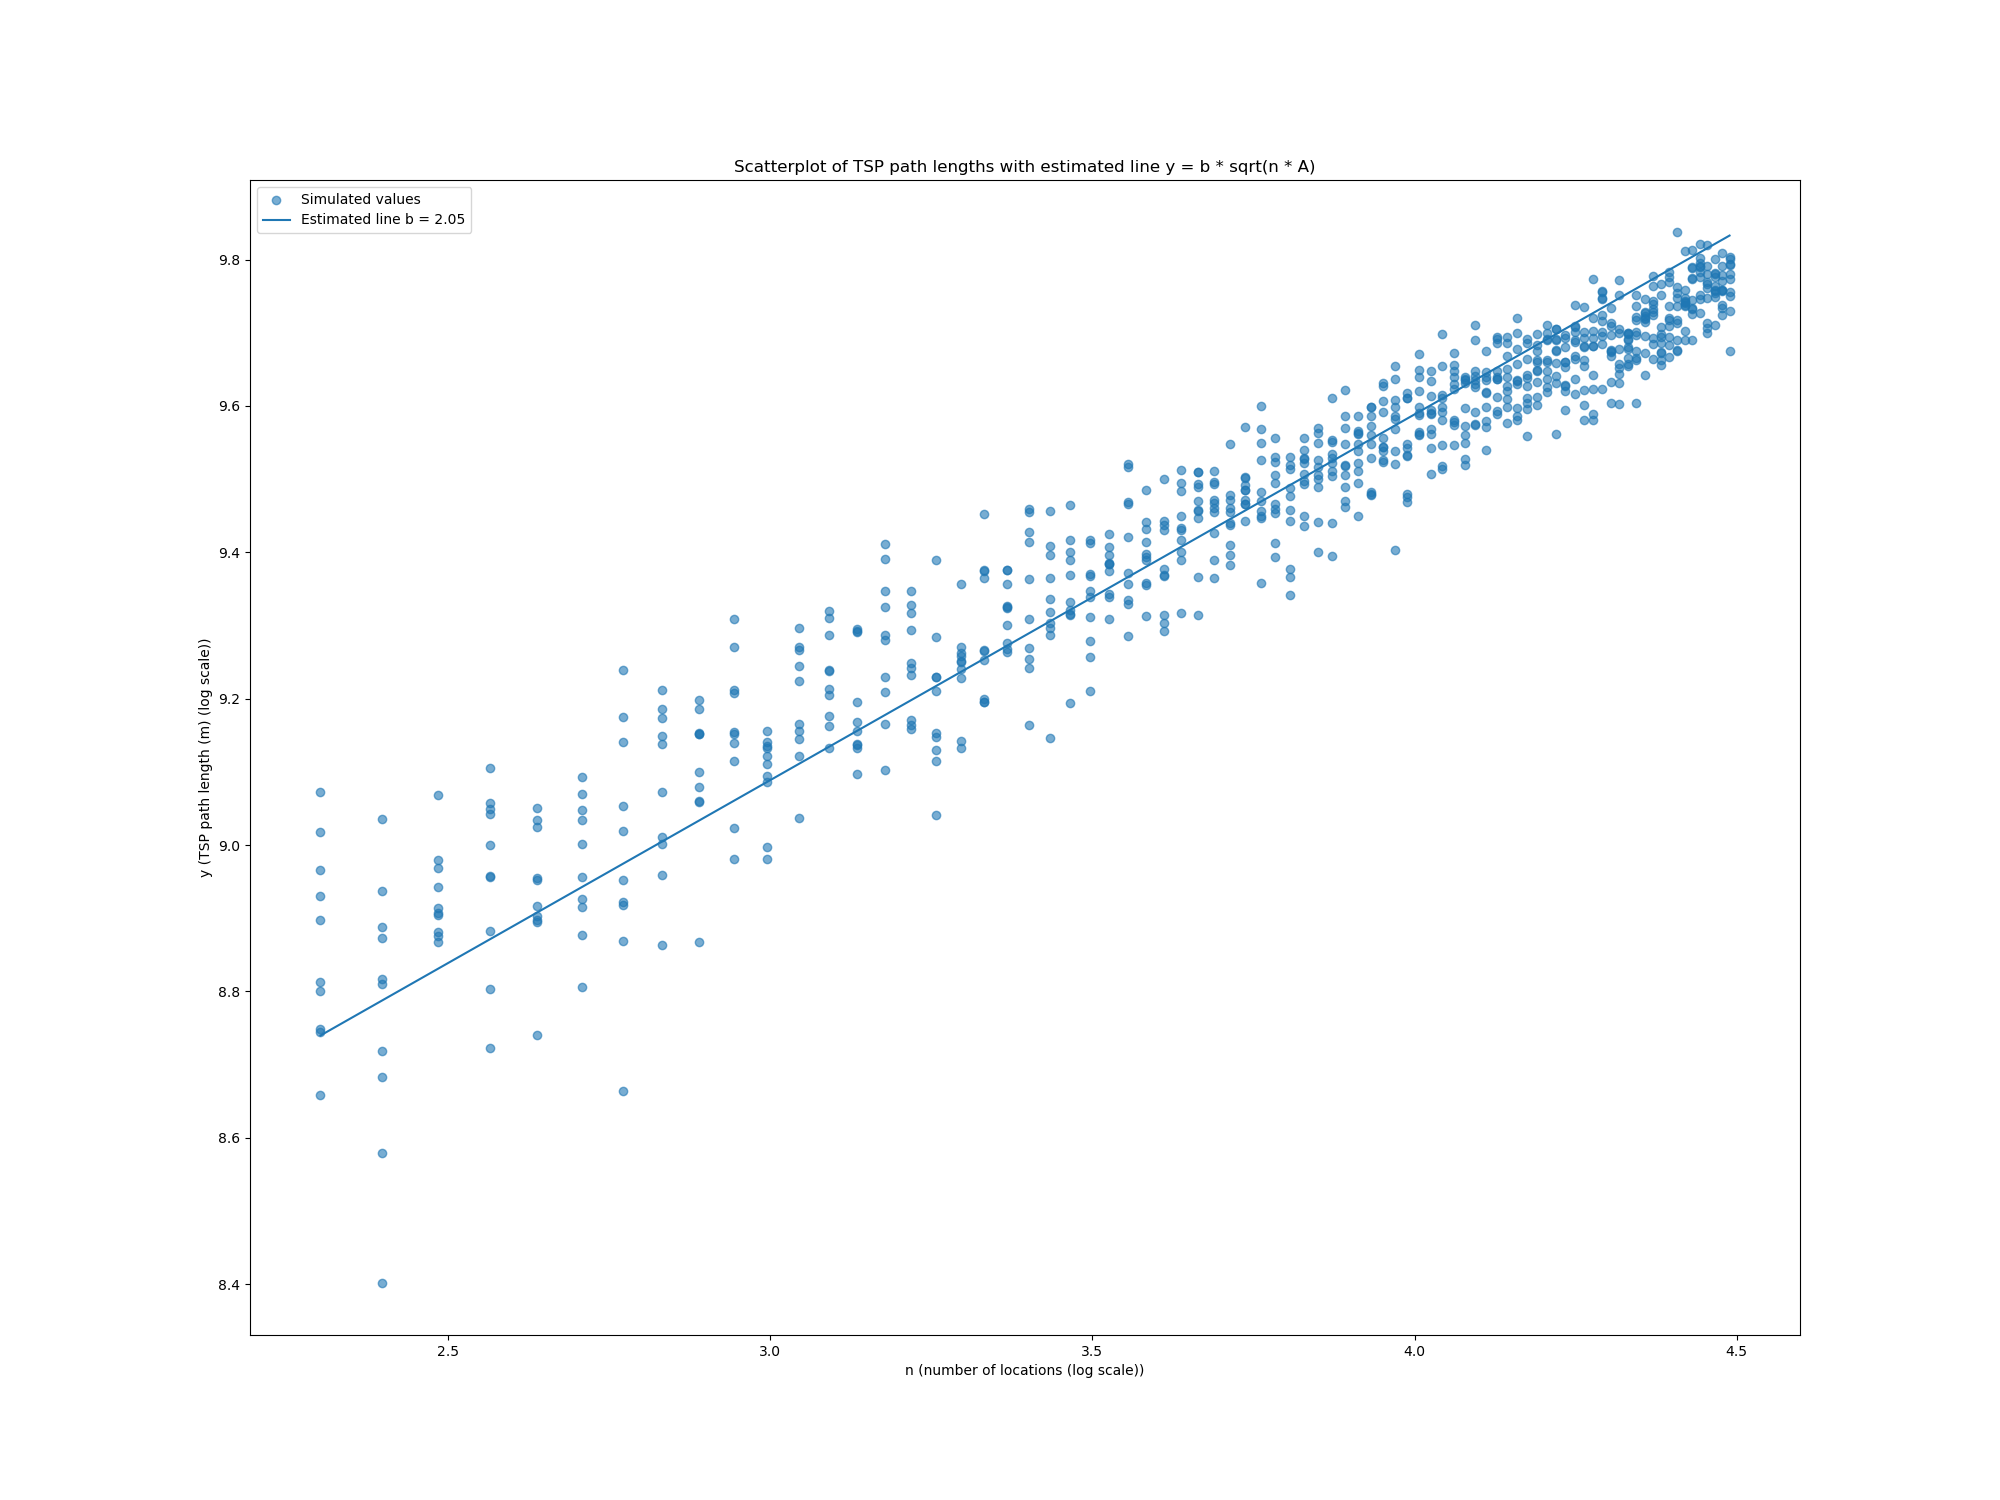 Scatterplot of TSP path lengths with estimated line y = b * sqrt(n * A)
Simulated values
Estimated line b = 2.05
9.8
9.6
9.4
9.2
9.0
8.8
8.6
8.4
y (TSP path length (m) (log scale))
2.5
3.0
3.5
4.0
4.5
n (number of locations (log scale))